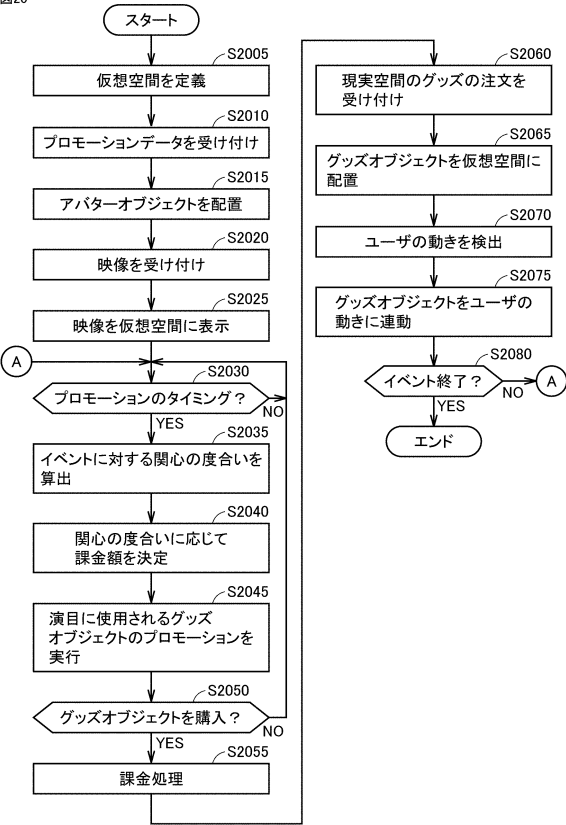 図20
スタート
S2005
仮想空間を定義
S2010
プロモーションデータを受け付け
S2015
アバターオブジェクトを配置
S2020
映像を受け付け
S2025
映像を仮想空間に表示
A
S2030
プロモーションのタイミング?
NO
YES
S2035
イベントに対する関心の度合いを
算出
S2040
関心の度合いに応じて
課金額を決定
S2045
演目に使用されるグッズ
オブジェクトのプロモーションを
実行
S2050
グッズオブジェクトを購入?
NO
YES
S2055
課金処理
S2060
現実空間のグッズの注文を
受け付け
S2065
グッズオブジェクトを仮想空間に
配置
S2070
ユーザの動きを検出
S2075
グッズオブジェクトをユーザの
動きに連動
S2080
イベント終了?
NO
A
YES
エンド